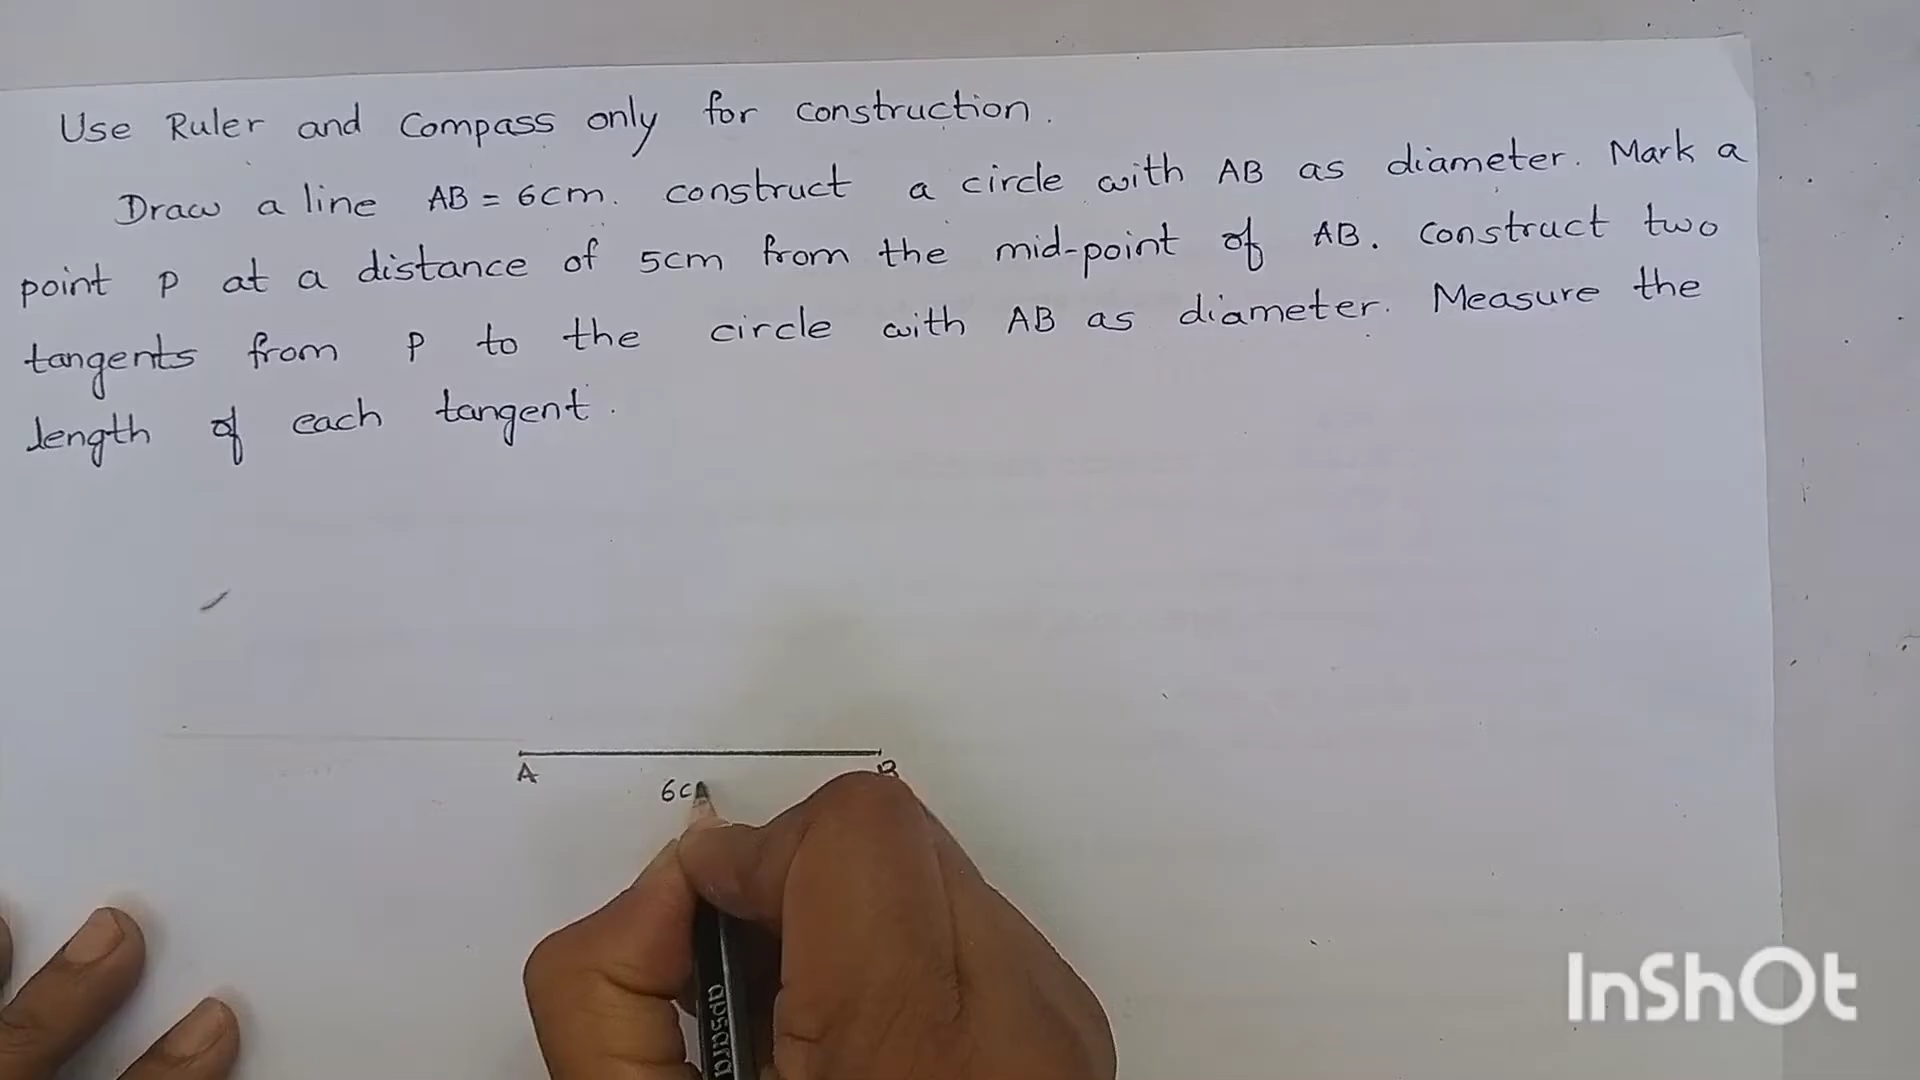 Use Ruler and Compass only for construction.
Draw a line AB = 6cm. construct a circle with AB as diameter. Mark a
point P at a distance of 5cm from the mid-point of AB. construct two
tangents from P to the circle with AB as diameter. Measure the
length of each tangent.
A B
6c
apsara
InShOt